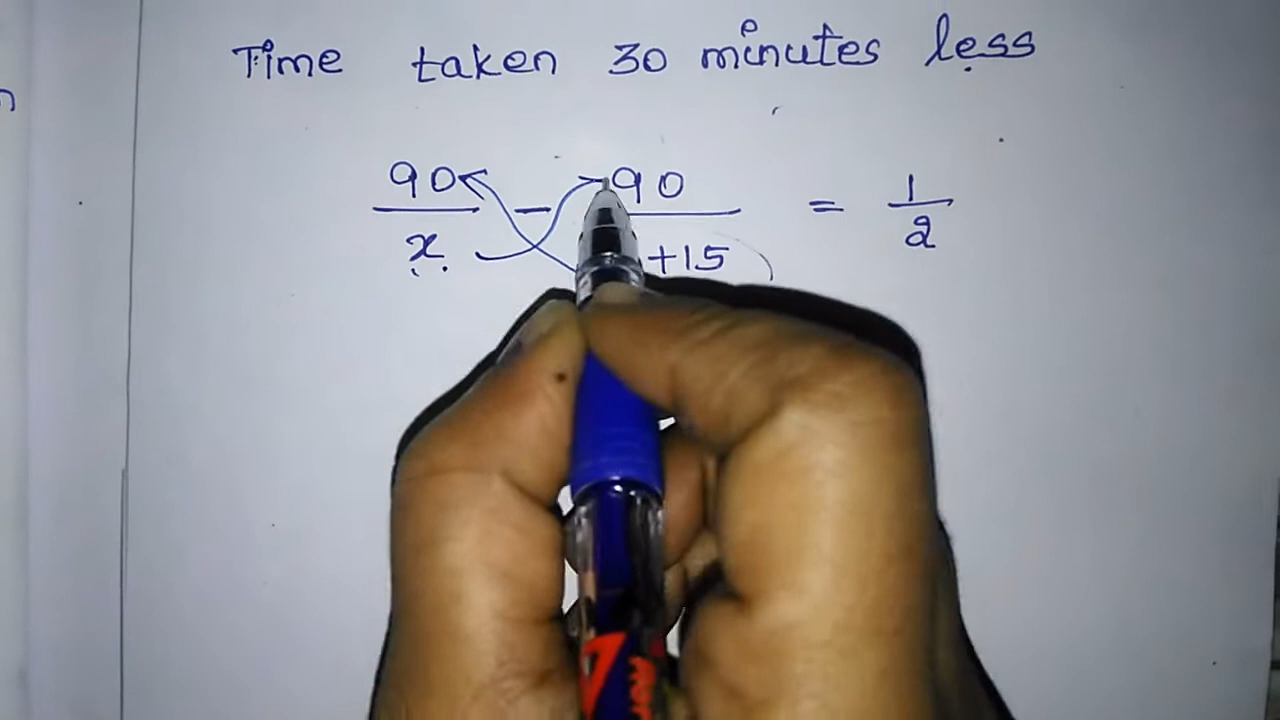 Time taken 30 minutes less
90/x - 90/ +15 = 1/2